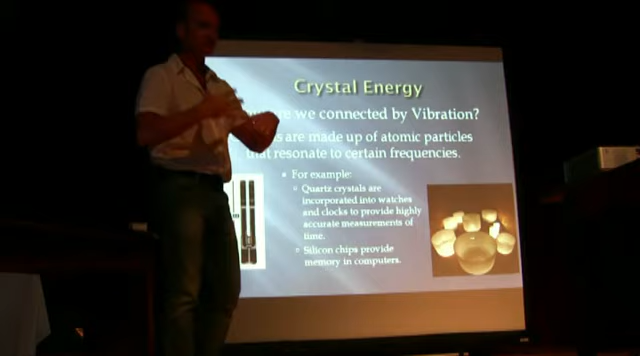 Crystal Energy
we connected by Vibration?
are made up of atomic particles
that resonate to certain frequencies.
For example:
Quartz crystals are
incorporated into watches
and clocks to provide highly
accurate measurements of
time.
Silicon chips provide
memory in computers.